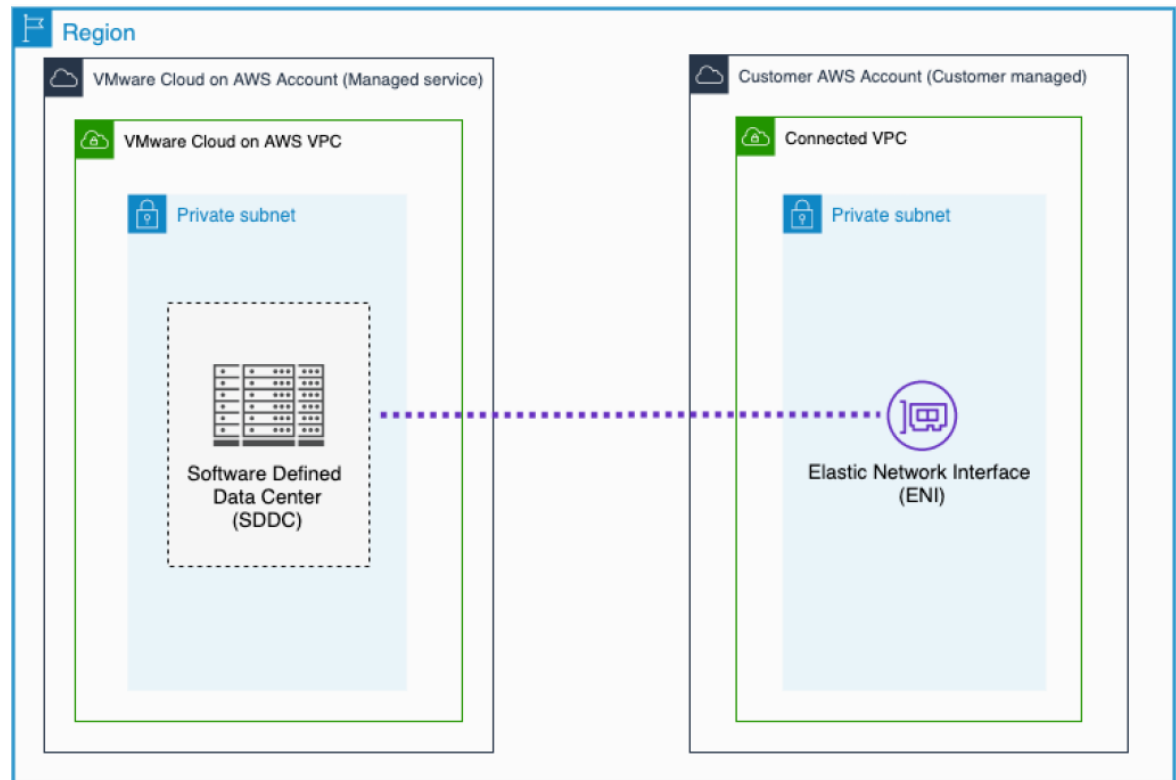 Region
VMware Cloud on AWS Account (Managed service)
VMware Cloud on AWS VPC
Private subnet
Software Defined
Data Center
(SDDC)
Customer AWS Account (Customer managed)
Connected VPC
Private subnet
Elastic Network Interface
(ENI)